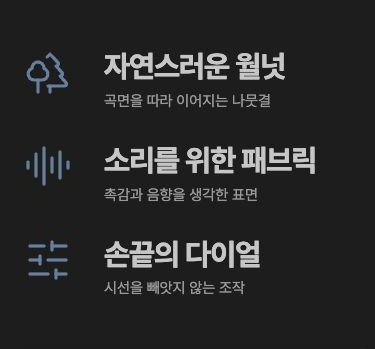 자연스러운 월넛
곡면을 따라 이어지는 나뭇결
소리를 위한 패브릭
촉감과 음향을 생각한 표면
손끝의 다이얼
시선을 빼앗지 않는 조작